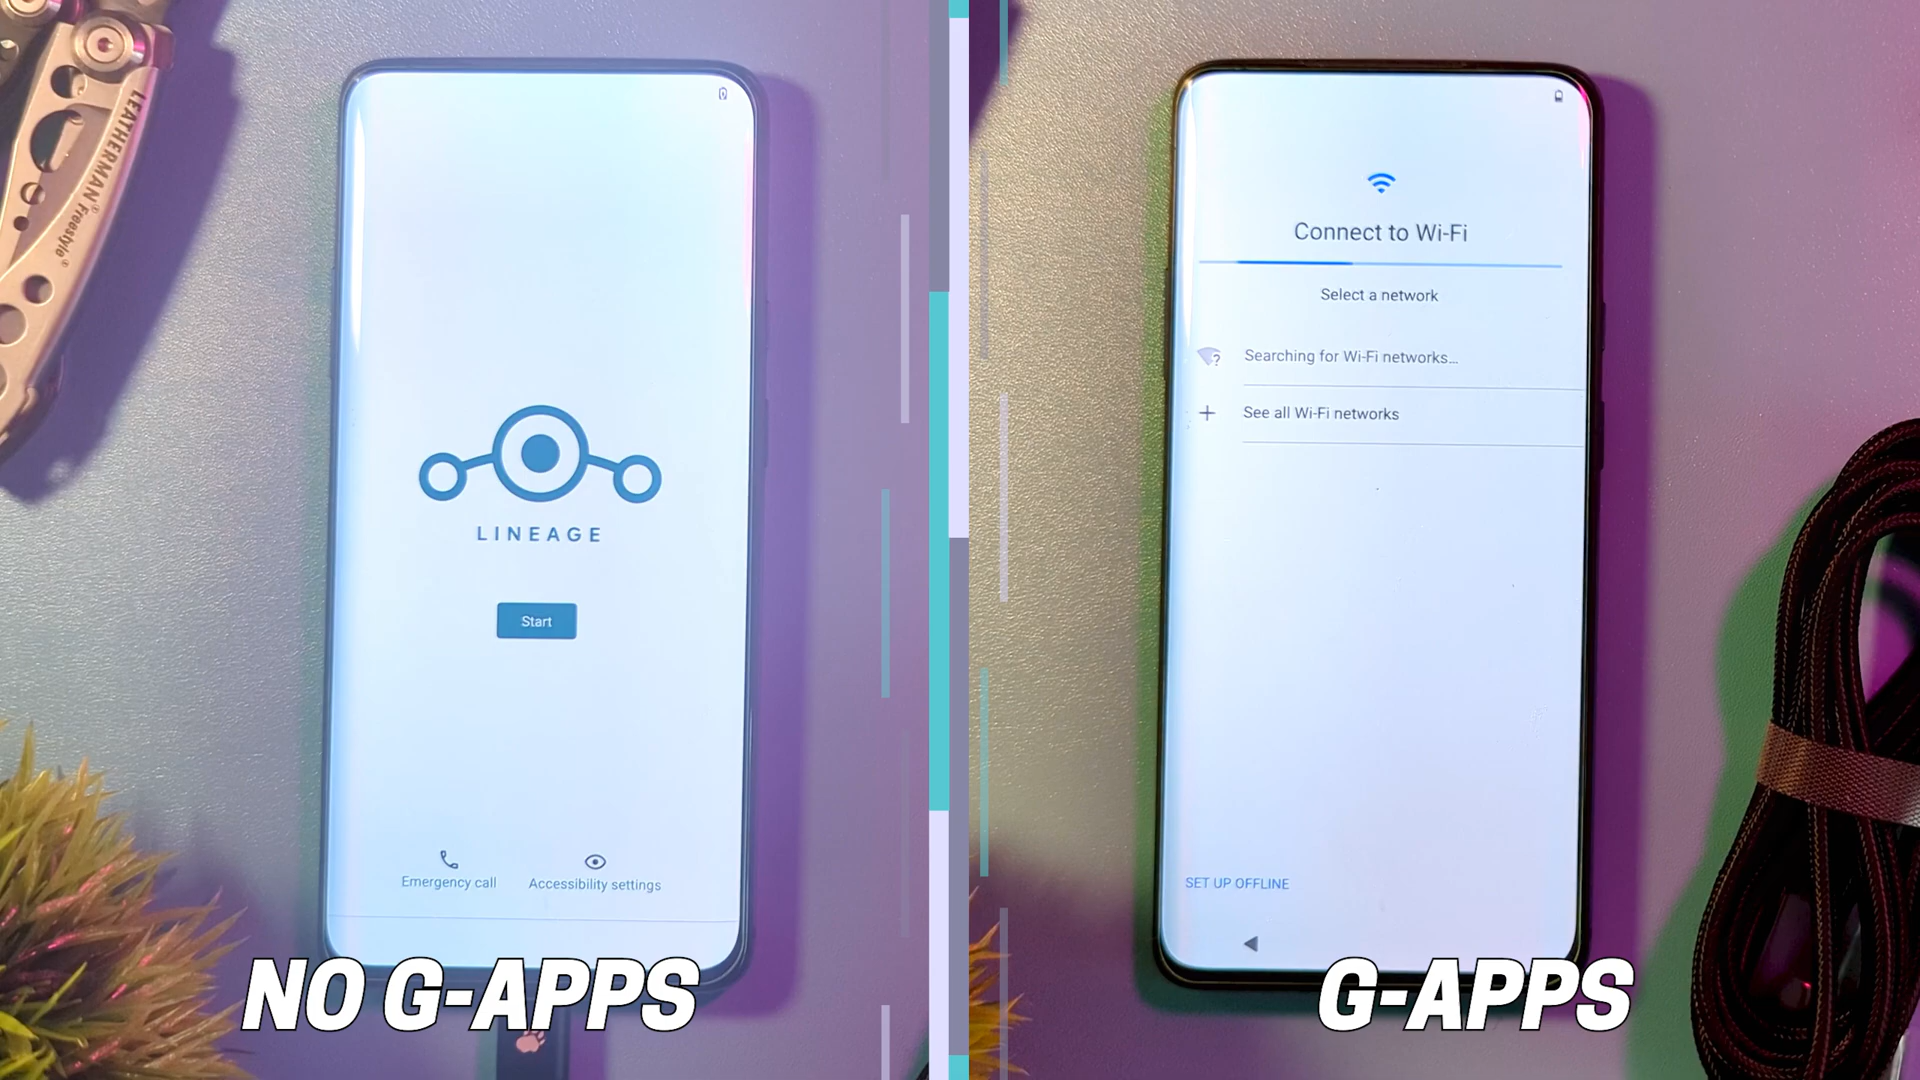 LEATHERMAN® Freestyle®
LINEAGE
Start
Emergency call
Accessibility settings
NO G-APPS
Connect to Wi-Fi
Select a network
Searching for Wi-Fi networks…
See all Wi-Fi networks
SET UP OFFLINE
G-APPS